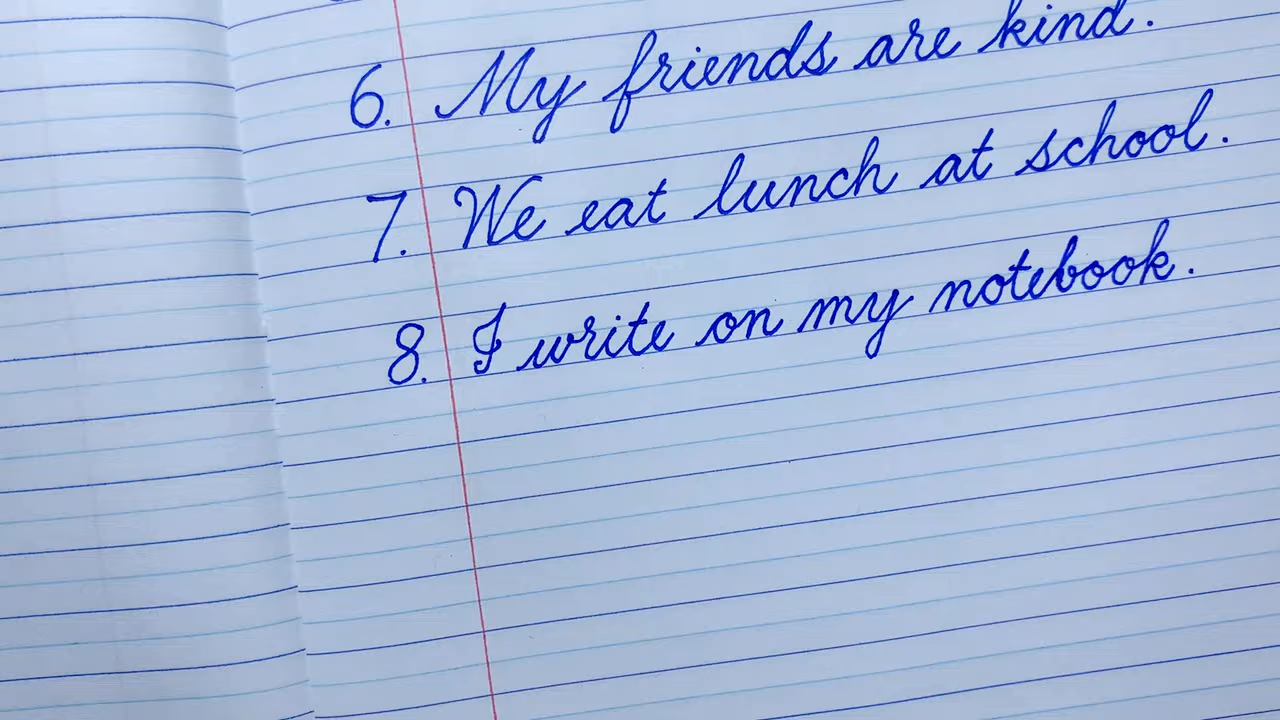 6. My friends are kind.
7. We eat lunch at school.
8. I write on my notebook.